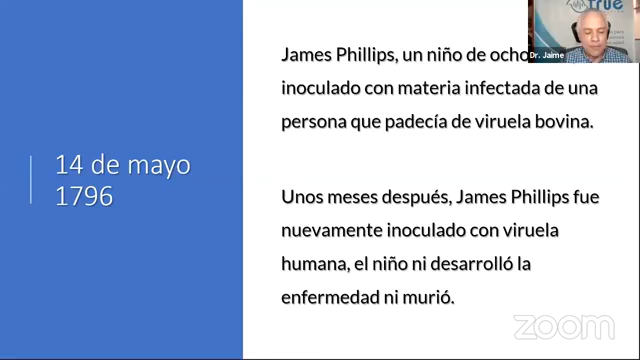 14 de mayo
1796
James Phillips, un niño de ocho
inoculado con materia infectada de una
persona que padecía de viruela bovina.
Unos meses después, James Phillips fue
nuevamente inoculado con viruela
humana, el niño ni desarrolló la
enfermedad ni murió.
true
Dr. Jaime
zoom